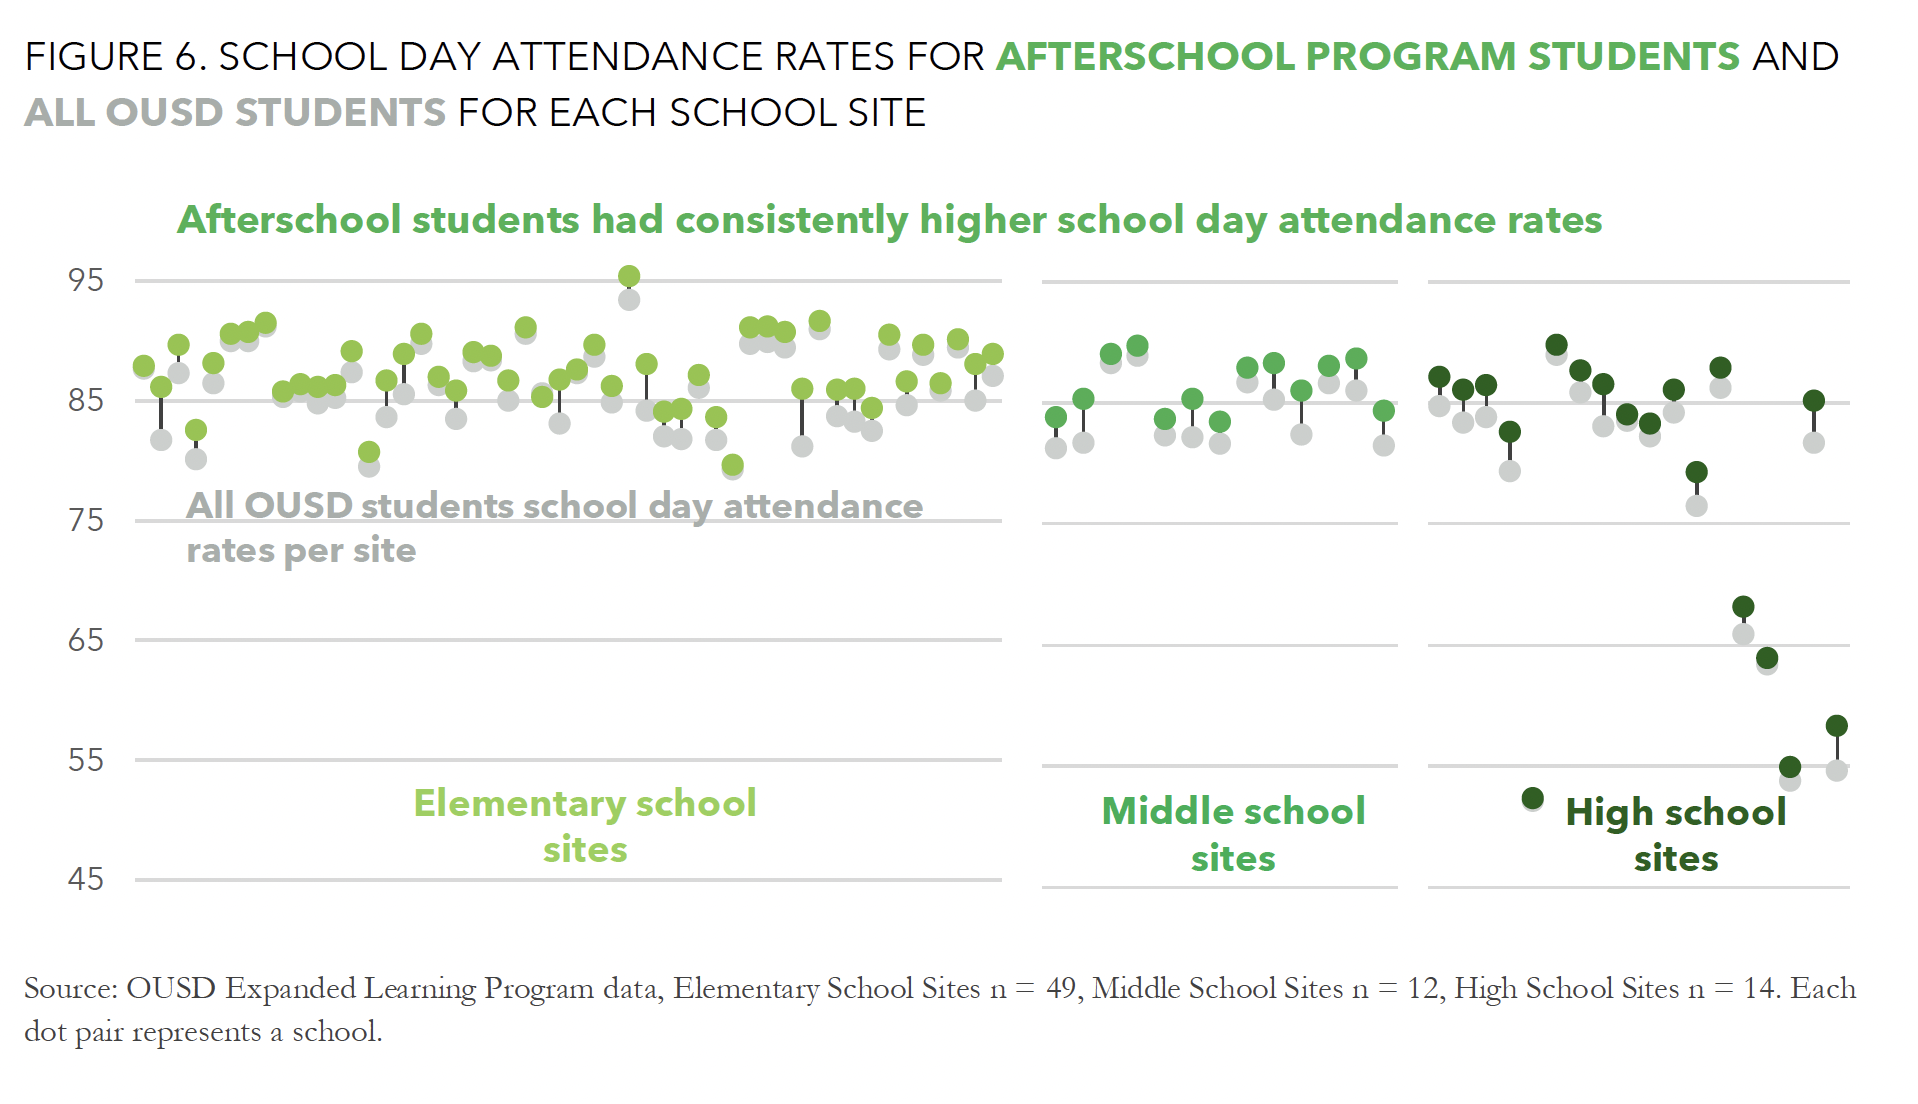 FIGURE 6. SCHOOL DAY ATTENDANCE RATES FOR AFTERSCHOOL PROGRAM STUDENTS AND
ALL OUSD STUDENTS FOR EACH SCHOOL SITE
Afterschool students had consistently higher school day attendance rates
95
85
All OUSD students school day attendance
75
rates per site
65
55
Elementary school
sites
Middle school
sites
High school
sites
45
Source: OUSD Expanded Learning Program data, Elementary School Sites n = 49, Middle School Sites n = 12, High School Sites n = 14. Each
dot pair represents a school.